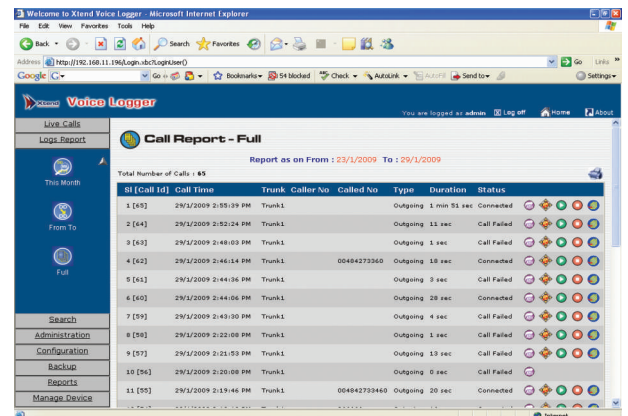 Welcome to Xtend Voice Logger - Microsoft Internet Explorer
File Edit View Favorites Tools Help
Back Search Favorites
Address http://192.168.11.196/Login.xbc?LoginUser() Go Links
Google Go Bookmarks 54 blocked Check AutoLink AutoFill Send to Settings
Xtend Voice Logger
You are logged as admin Log off Home About
Live Calls
Logs Report
This Month
From To
Full
Search
Administration
Configuration
Backup
Reports
Manage Device
Call Report - Full
Report as on From : 23/1/2009 To : 29/1/2009
Total Number of Calls : 65
Sl [Call Id] Call Time Trunk Caller No Called No Type Duration Status
1 [65] 29/1/2009 2:55:39 PM Trunk1 Outgoing 1 min 51 sec Connected
2 [64] 29/1/2009 2:52:24 PM Trunk1 Outgoing 11 sec Call Failed
3 [63] 29/1/2009 2:48:03 PM Trunk1 Outgoing 1 sec Call Failed
4 [62] 29/1/2009 2:46:14 PM Trunk1 00484273360 Outgoing 18 sec Connected
5 [61] 29/1/2009 2:44:36 PM Trunk1 Outgoing 3 sec Call Failed
6 [60] 29/1/2009 2:44:06 PM Trunk1 Outgoing 28 sec Connected
7 [59] 29/1/2009 2:43:30 PM Trunk1 Outgoing 4 sec Call Failed
8 [58] 29/1/2009 2:22:08 PM Trunk1 Outgoing 1 sec Call Failed
9 [57] 29/1/2009 2:21:53 PM Trunk1 Outgoing 13 sec Call Failed
10 [56] 29/1/2009 2:20:08 PM Trunk1 Outgoing 0 sec Call Failed
11 [55] 29/1/2009 2:19:46 PM Trunk1 004842733460 Outgoing 20 sec Connected
Internet